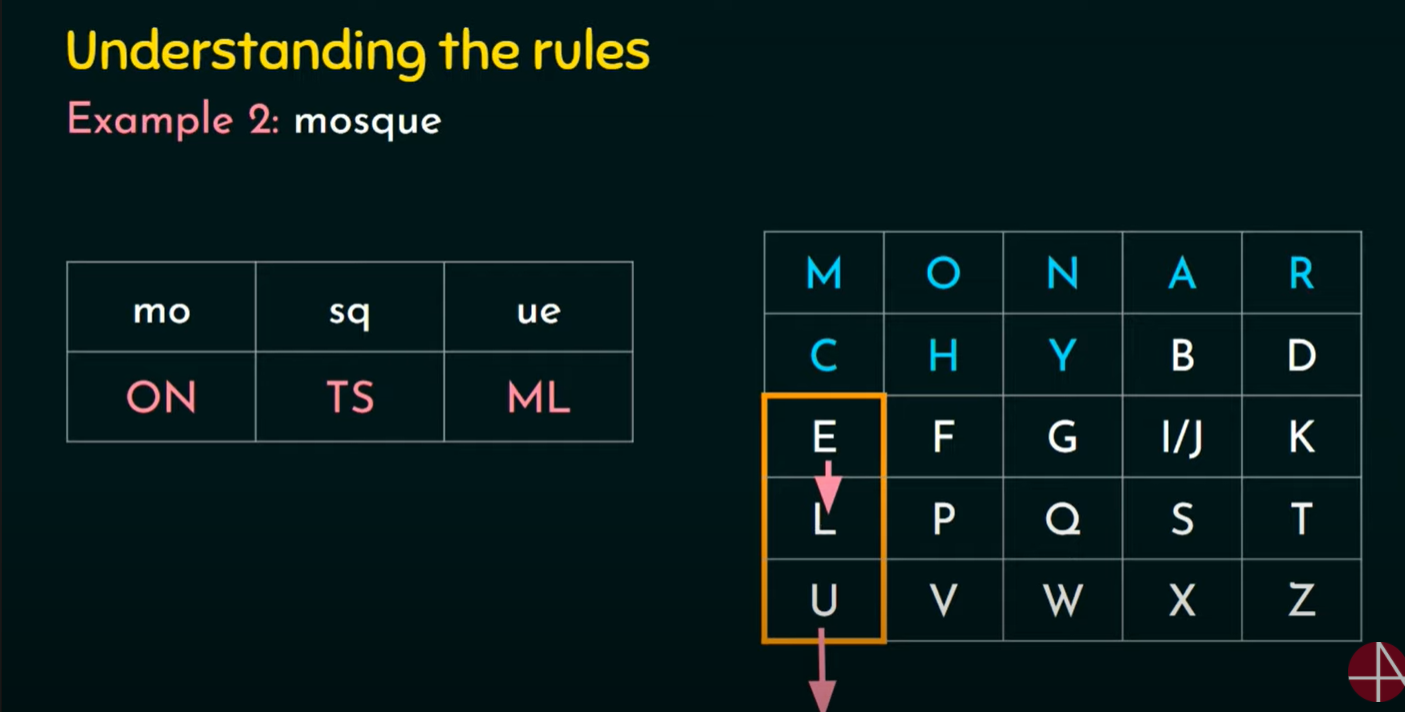 Understanding the rules
Example 2: mosque
mo sq ue
ON TS ML
M O N A R
C H Y B D
E F G I/J K
L P Q S T
U V W X Z